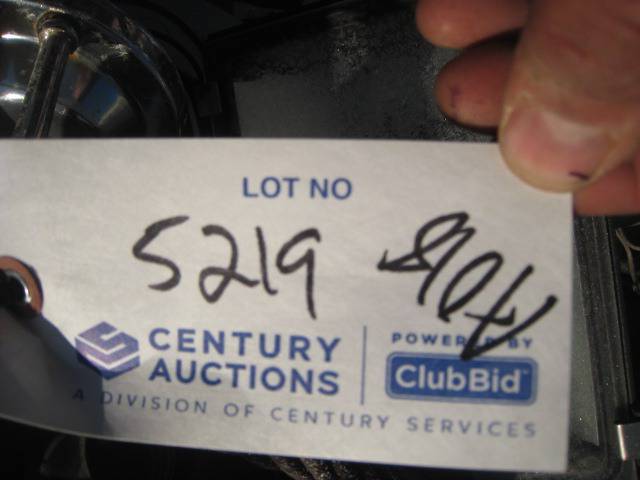 LOT NO
5219
CENTURY AUCTIONS
POWERED BY
ClubBid
A DIVISION OF CENTURY SERVICES